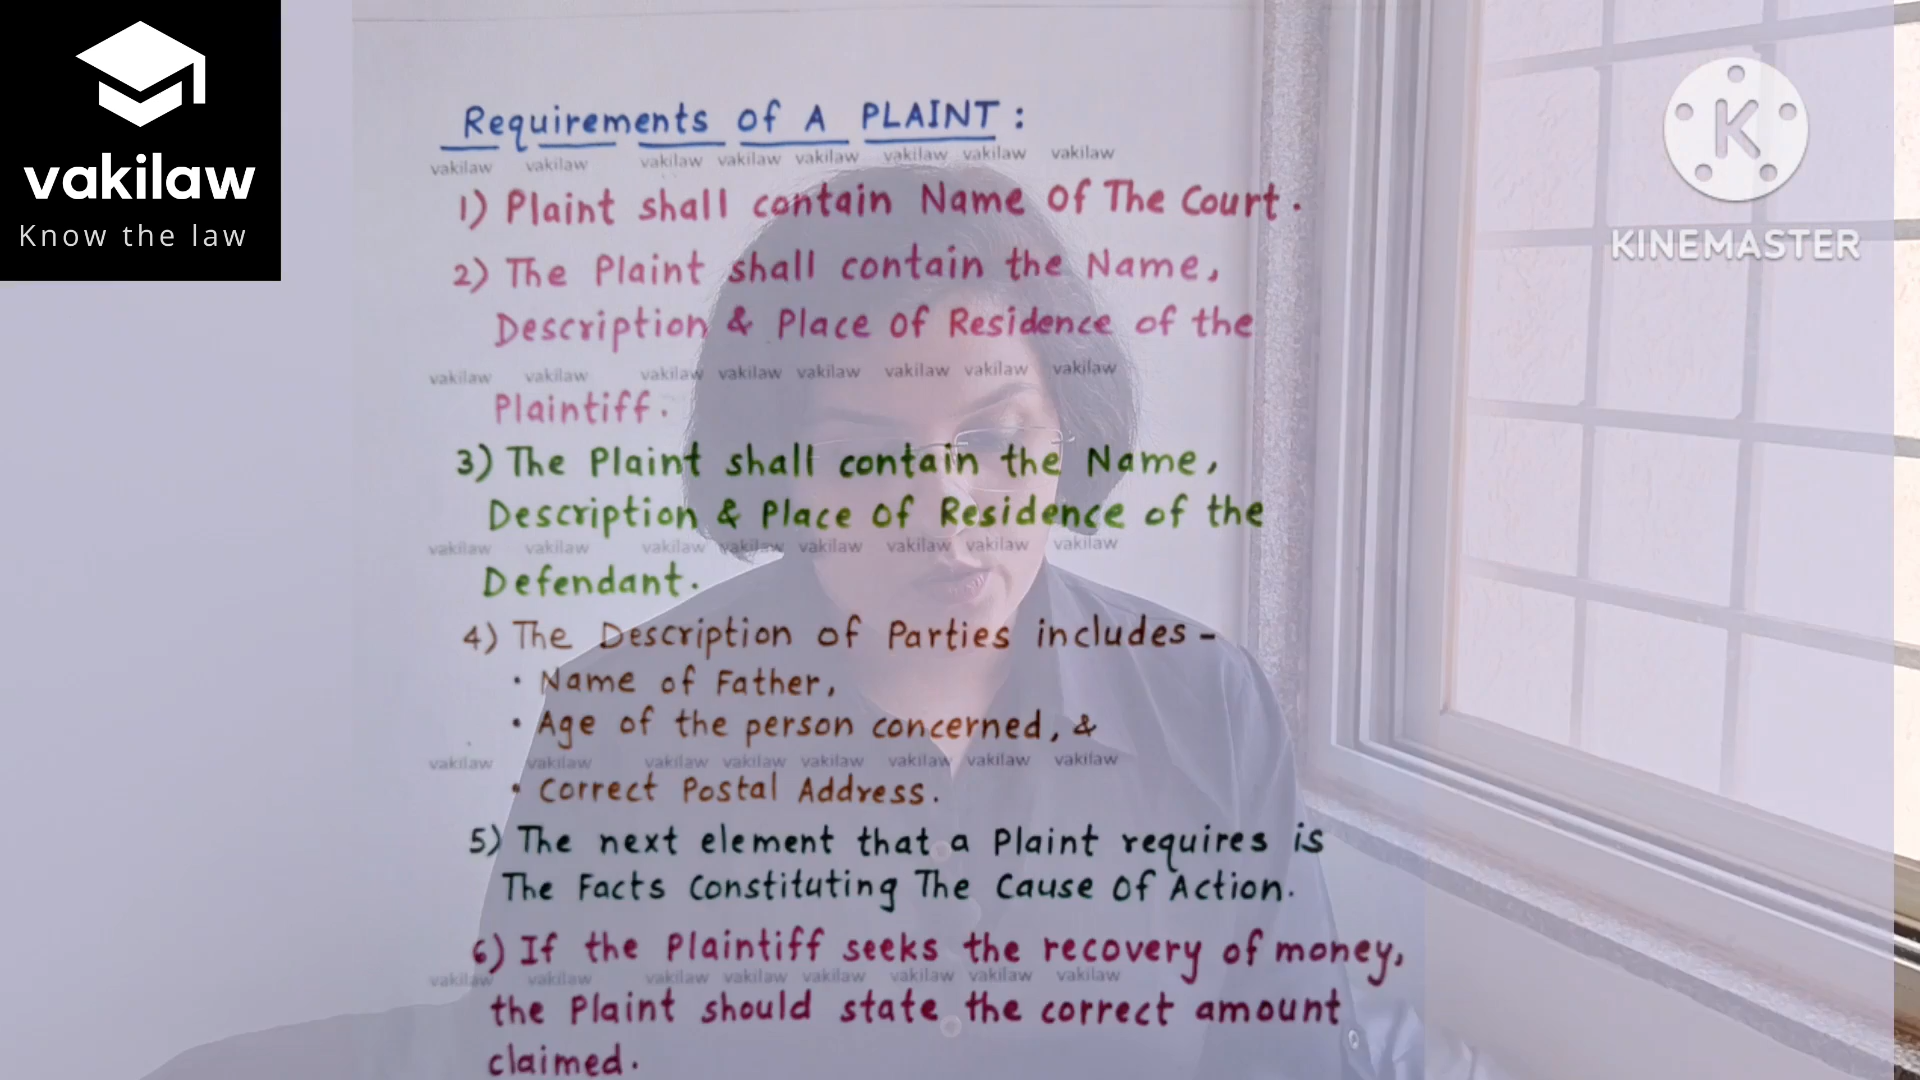 vakilaw
Know the law
KINEMASTER
Requirements of A PLAINT :
vakilaw vakilaw vakilaw vakilaw vakilaw vakilaw vakilaw vakilaw
1) Plaint shall contain Name Of The Court.
2) The Plaint shall contain the Name,
Description & Place Of Residence of the
vakilaw vakilaw vakilaw vakilaw vakilaw vakilaw vakilaw vakilaw
Plaintiff.
3) The Plaint shall contain the Name,
Description & Place Of Residence of the
vakilaw vakilaw vakilaw vakilaw vakilaw vakilaw vakilaw vakilaw
Defendant.
4) The Description of Parties includes -
• Name of Father,
• Age of the person concerned, &
vakilaw vakilaw vakilaw vakilaw vakilaw vakilaw vakilaw vakilaw
• Correct Postal Address.
5) The next element that a Plaint requires is
The Facts Constituting The Cause Of Action.
6) If the Plaintiff seeks the recovery of money,
vakilaw vakilaw vakilaw vakilaw vakilaw vakilaw vakilaw vakilaw
the Plaint should state the correct amount
claimed.